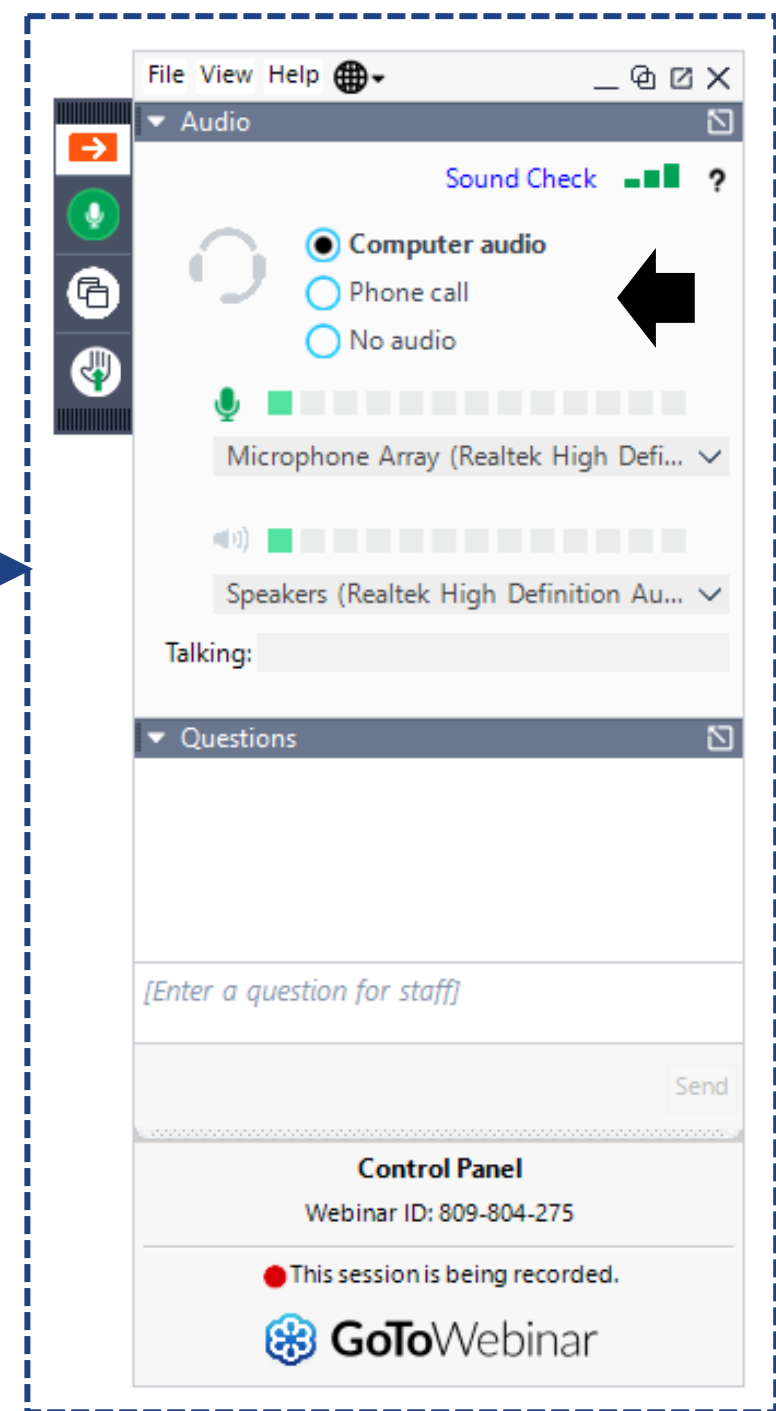 File View Help
Audio
Sound Check ?
Computer audio
Phone call
No audio
Microphone Array (Realtek High Defi...
Speakers (Realtek High Definition Au...
Talking:
Questions
[Enter a question for staff]
Send
Control Panel
Webinar ID: 809-804-275
This session is being recorded.
GoToWebinar